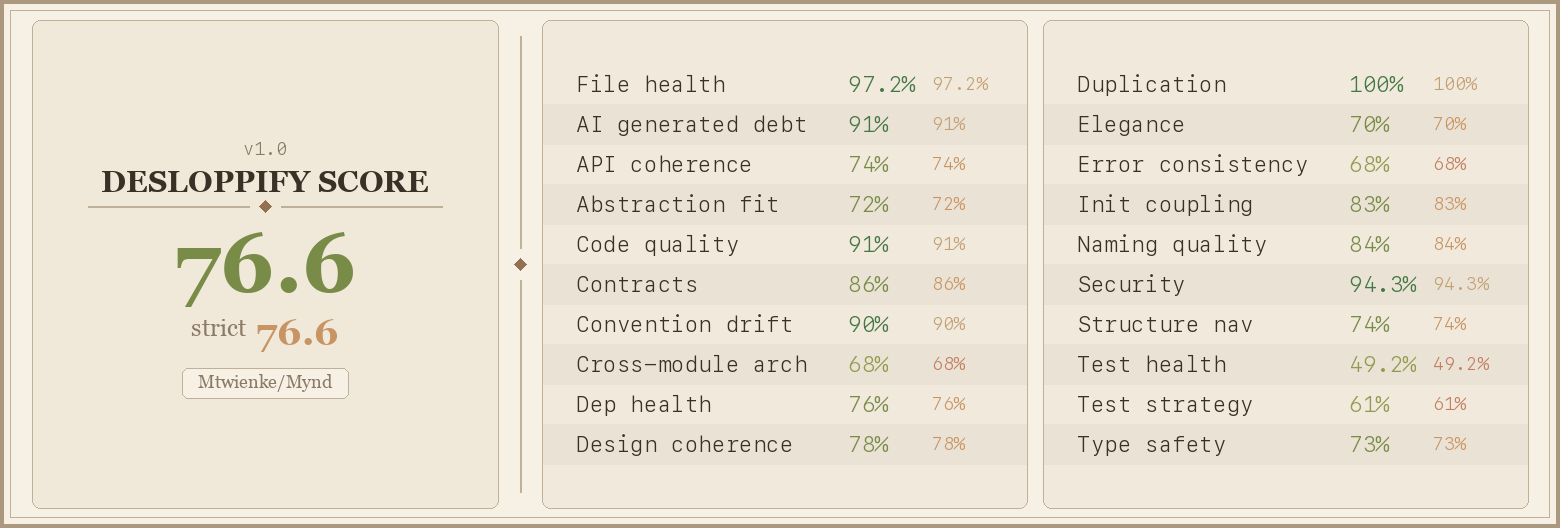 v1.0
DESLOPPIFY SCORE
76.6
strict 76.6
Mtwienke/Mynd
File health 97.2% 97.2%
AI generated debt 91% 91%
API coherence 74% 74%
Abstraction fit 72% 72%
Code quality 91% 91%
Contracts 86% 86%
Convention drift 90% 90%
Cross—module arch 68% 68%
Dep health 76% 76%
Design coherence 78% 78%
Duplication 100% 100%
Elegance 70% 70%
Error consistency 68% 68%
Init coupling 83% 83%
Naming quality 84% 84%
Security 94.3% 94.3%
Structure nav 74% 74%
Test health 49.2% 49.2%
Test strategy 61% 61%
Type safety 73% 73%